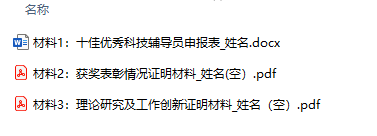 名称
材料1：十佳优秀科技辅导员申报表_姓名.docx
材料2：获奖表彰情况证明材料_姓名(空）.pdf
材料3：理论研究及工作创新证明材料_姓名（空）.pdf